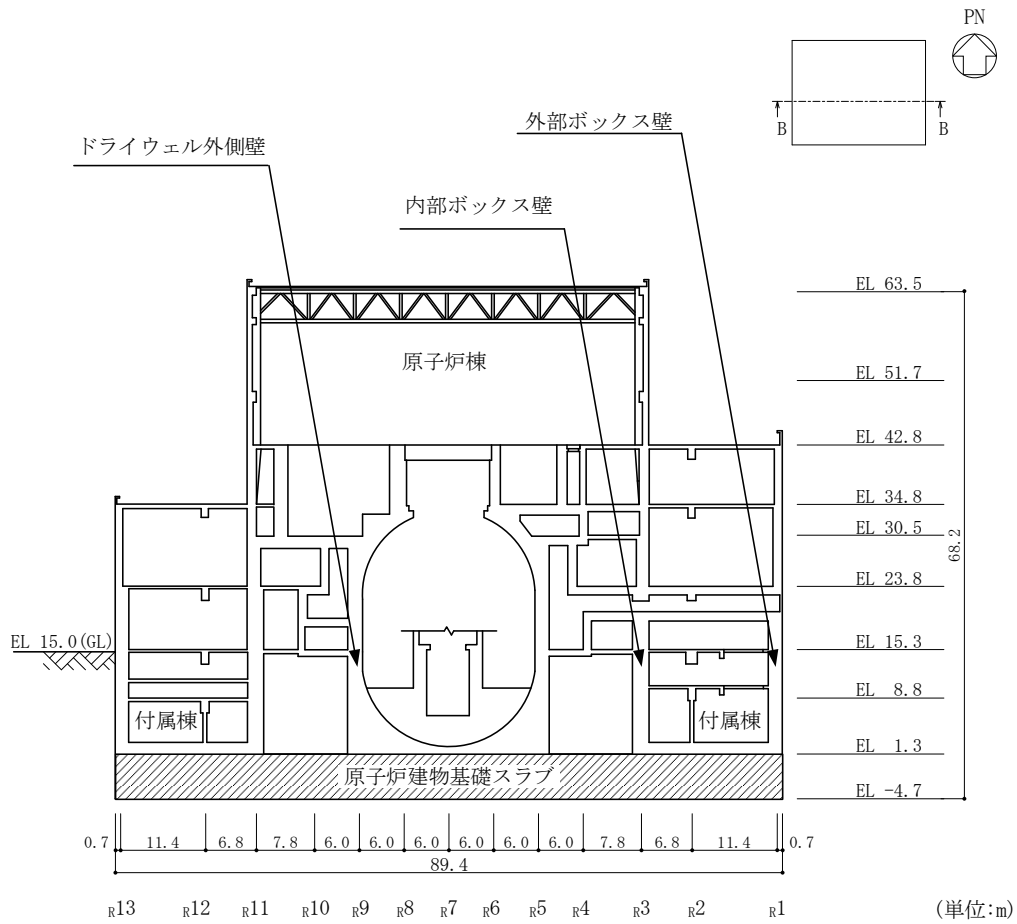 PN
B B
外部ボックス壁
ドライウェル外側壁
内部ボックス壁
EL 63.5
原子炉棟
EL 51.7
EL 42.8
EL 34.8
EL 30.5
68.2
EL 23.8
EL 15.0(GL)
EL 15.3
EL 8.8
付属棟 付属棟
EL 1.3
原子炉建物基礎スラブ
EL -4.7
0.7 11.4 6.8 7.8 6.0 6.0 6.0 6.0 6.0 6.0 7.8 6.8 11.4 0.7
89.4
R13 R12 R11 R10 R9 R8 R7 R6 R5 R4 R3 R2 R1 (単位:m)